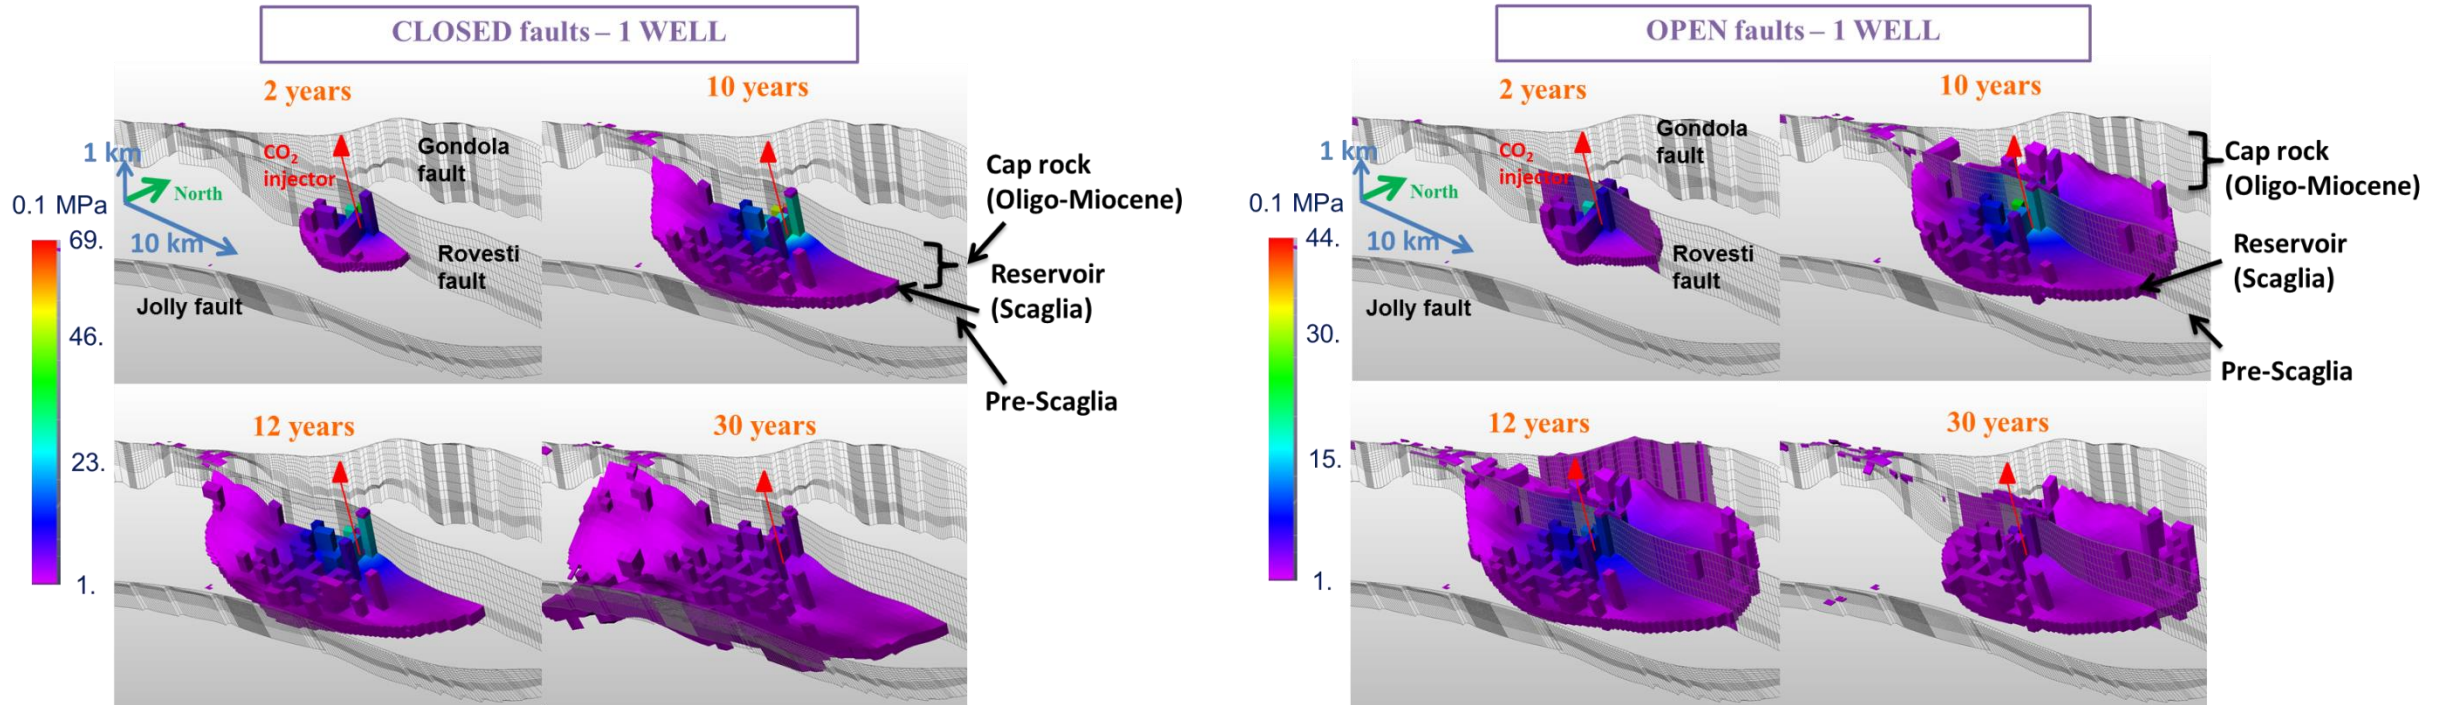 CLOSED faults – 1 WELL
2 years
10 years
1 km
CO2
injector
Gondola
fault
North
0.1 MPa
10 km
Rovesti
fault
Jolly fault
69.
46.
23.
1.
Cap rock
(Oligo-Miocene)
Reservoir
(Scaglia)
Pre-Scaglia
12 years
30 years
OPEN faults – 1 WELL
2 years
10 years
1 km
CO2
injector
Gondola
fault
North
0.1 MPa
10 km
Rovesti
fault
Jolly fault
44.
30.
15.
1.
Cap rock
(Oligo-Miocene)
Reservoir
(Scaglia)
Pre-Scaglia
12 years
30 years